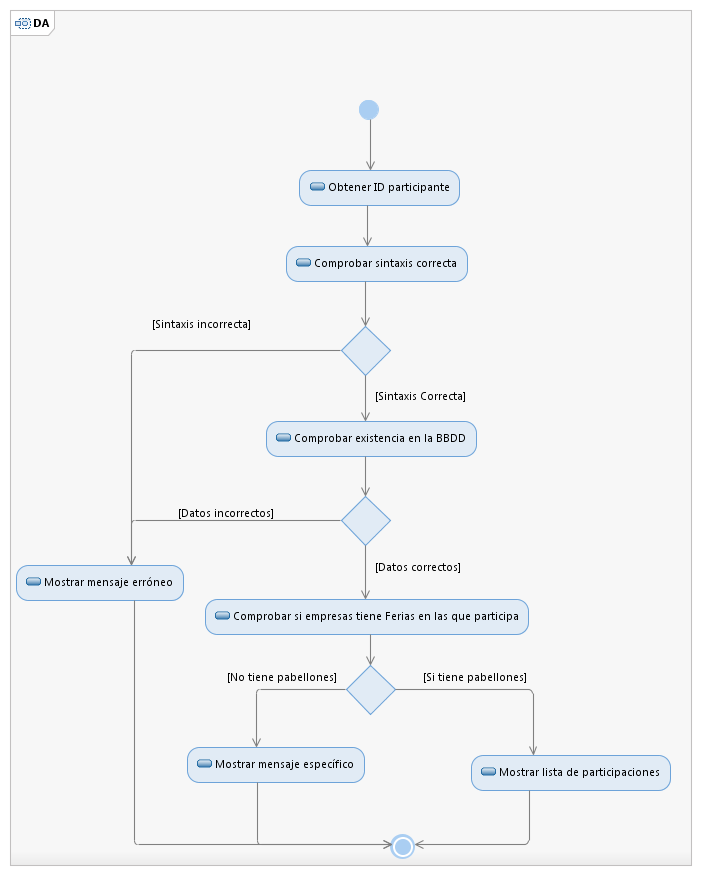 DA
Obtener ID participante
Comprobar sintaxis correcta
[Sintaxis incorrecta]
[Sintaxis Correcta]
Comprobar existencia en la BBDD
[Datos incorrectos]
[Datos correctos]
Mostrar mensaje erróneo
Comprobar si empresas tiene Ferias en las que participa
[No tiene pabellones]
[Si tiene pabellones]
Mostrar mensaje específico
Mostrar lista de participaciones